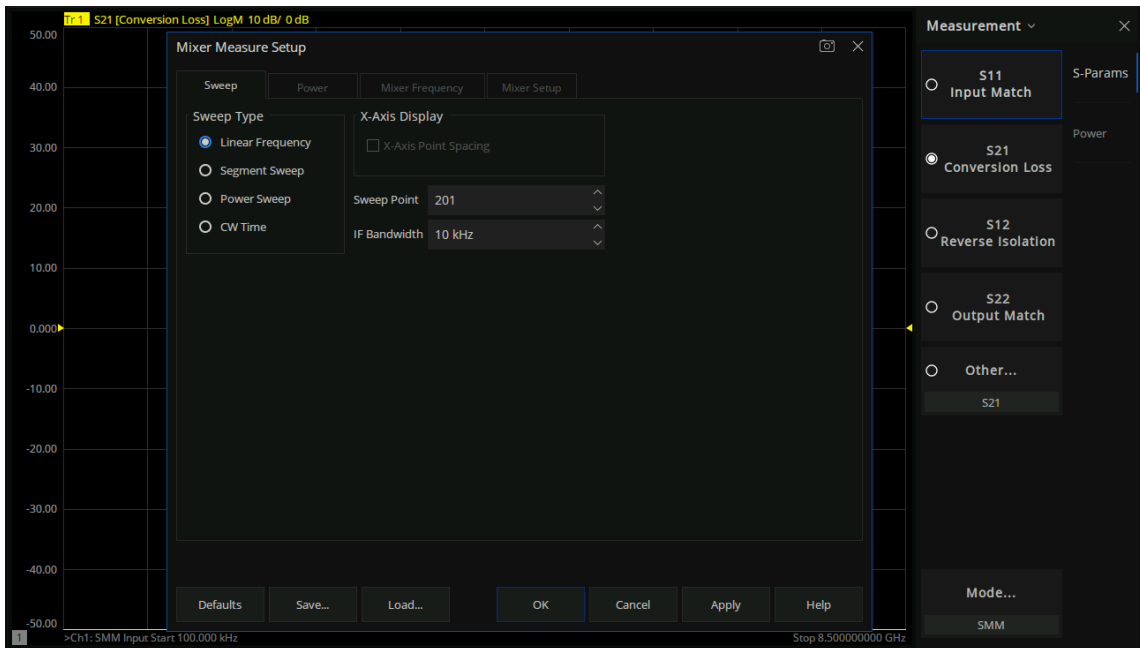 Tr 1 S21 [Conversion Loss] LogM 10 dB/ 0 dB
50.00
40.00
30.00
20.00
10.00
0.000
-10.00
-20.00
-30.00
-40.00
-50.00
Mixer Measure Setup
Sweep Power Mixer Frequency Mixer Setup
Sweep Type
Linear Frequency
Segment Sweep
Power Sweep
CW Time
X-Axis Display
X-Axis Point Spacing
Sweep Point 201
IF Bandwidth 10 kHz
Defaults Save... Load... OK Cancel Apply Help
1 >Ch1: SMM Input Start 100.000 kHz Stop 8.500000000 GHz
Measurement
S11
Input Match
S21
Conversion Loss
S12
Reverse Isolation
S22
Output Match
Other...
S21
Mode...
SMM
S-Params
Power